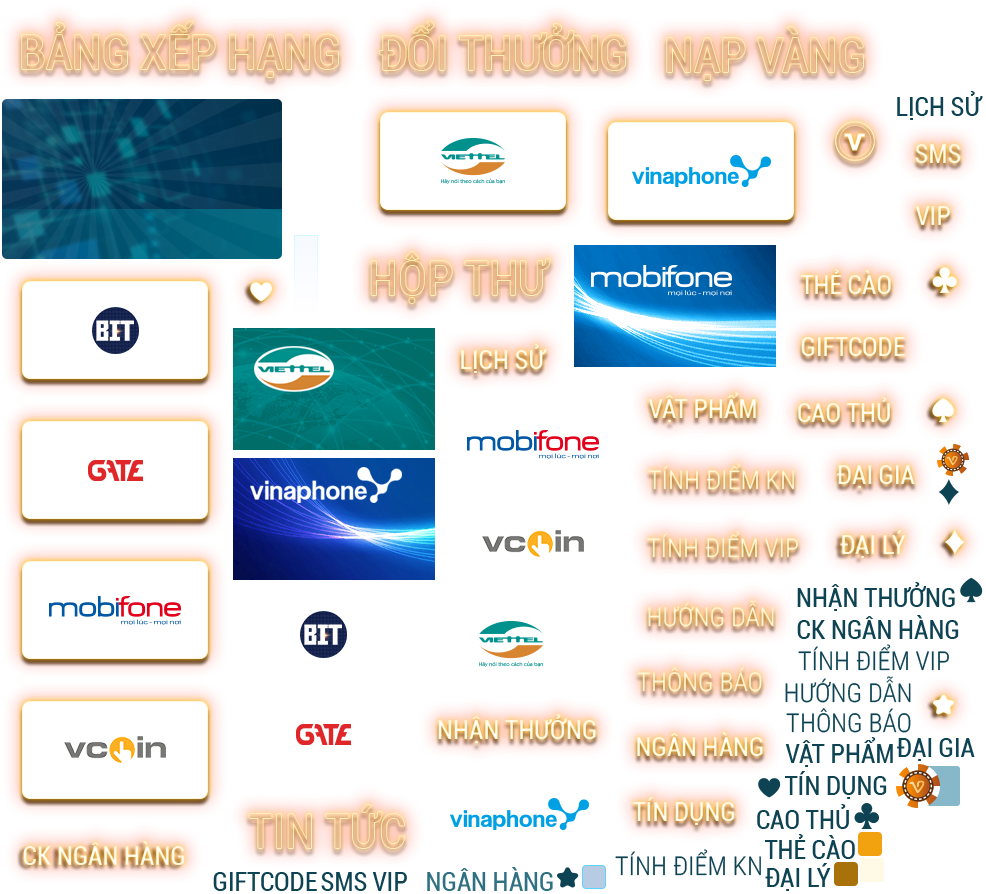 BẢNG XẾP HẠNG
ĐỔI THƯỞNG
NẠP VÀNG
LỊCH SỬ
VIETTEL
Hãy nói theo cách của bạn
vinaphone
V
SMS
VIP
HỘP THƯ
mobifone
mọi lúc - mọi nơi
THẺ CÀO
BIT
VIETTEL
LỊCH SỬ
GIFTCODE
VẬT PHẨM
CAO THỦ
GATE
mobifone
mọi lúc - mọi nơi
vinaphone
TÍNH ĐIỂM KN
ĐẠI GIA
V
vcoin
TÍNH ĐIỂM VIP
ĐẠI LÝ
mobifone
mọi lúc - mọi nơi
BIT
VIETTEL
Hãy nói theo cách của bạn
HƯỚNG DẪN
NHẬN THƯỞNG
CK NGÂN HÀNG
TÍNH ĐIỂM VIP
THÔNG BÁO
HƯỚNG DẪN
THÔNG BÁO
vcoin
GATE
NHẬN THƯỞNG
NGÂN HÀNG
VẬT PHẨM
ĐẠI GIA
TÍN DỤNG
V
TIN TỨC
vinaphone
TÍN DỤNG
CAO THỦ
CK NGÂN HÀNG
THẺ CÀO
GIFTCODE
SMS VIP
NGÂN HÀNG
TÍNH ĐIỂM KN
ĐẠI LÝ